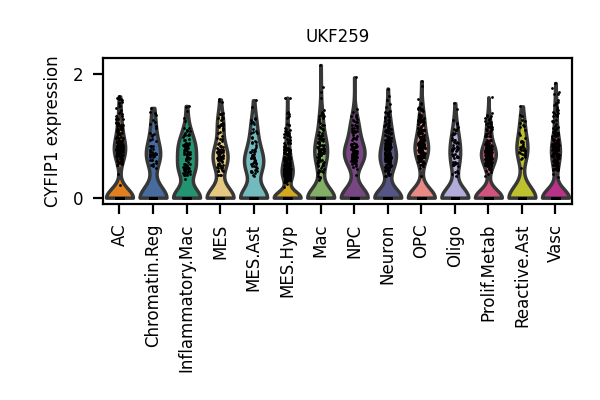 UKF259
CYFIP1 expression
2
0
AC
Chromatin.Reg
Inflammatory.Mac
MES
MES.Ast
MES.Hyp
Mac
NPC
Neuron
OPC
Oligo
Prolif.Metab
Reactive.Ast
Vasc